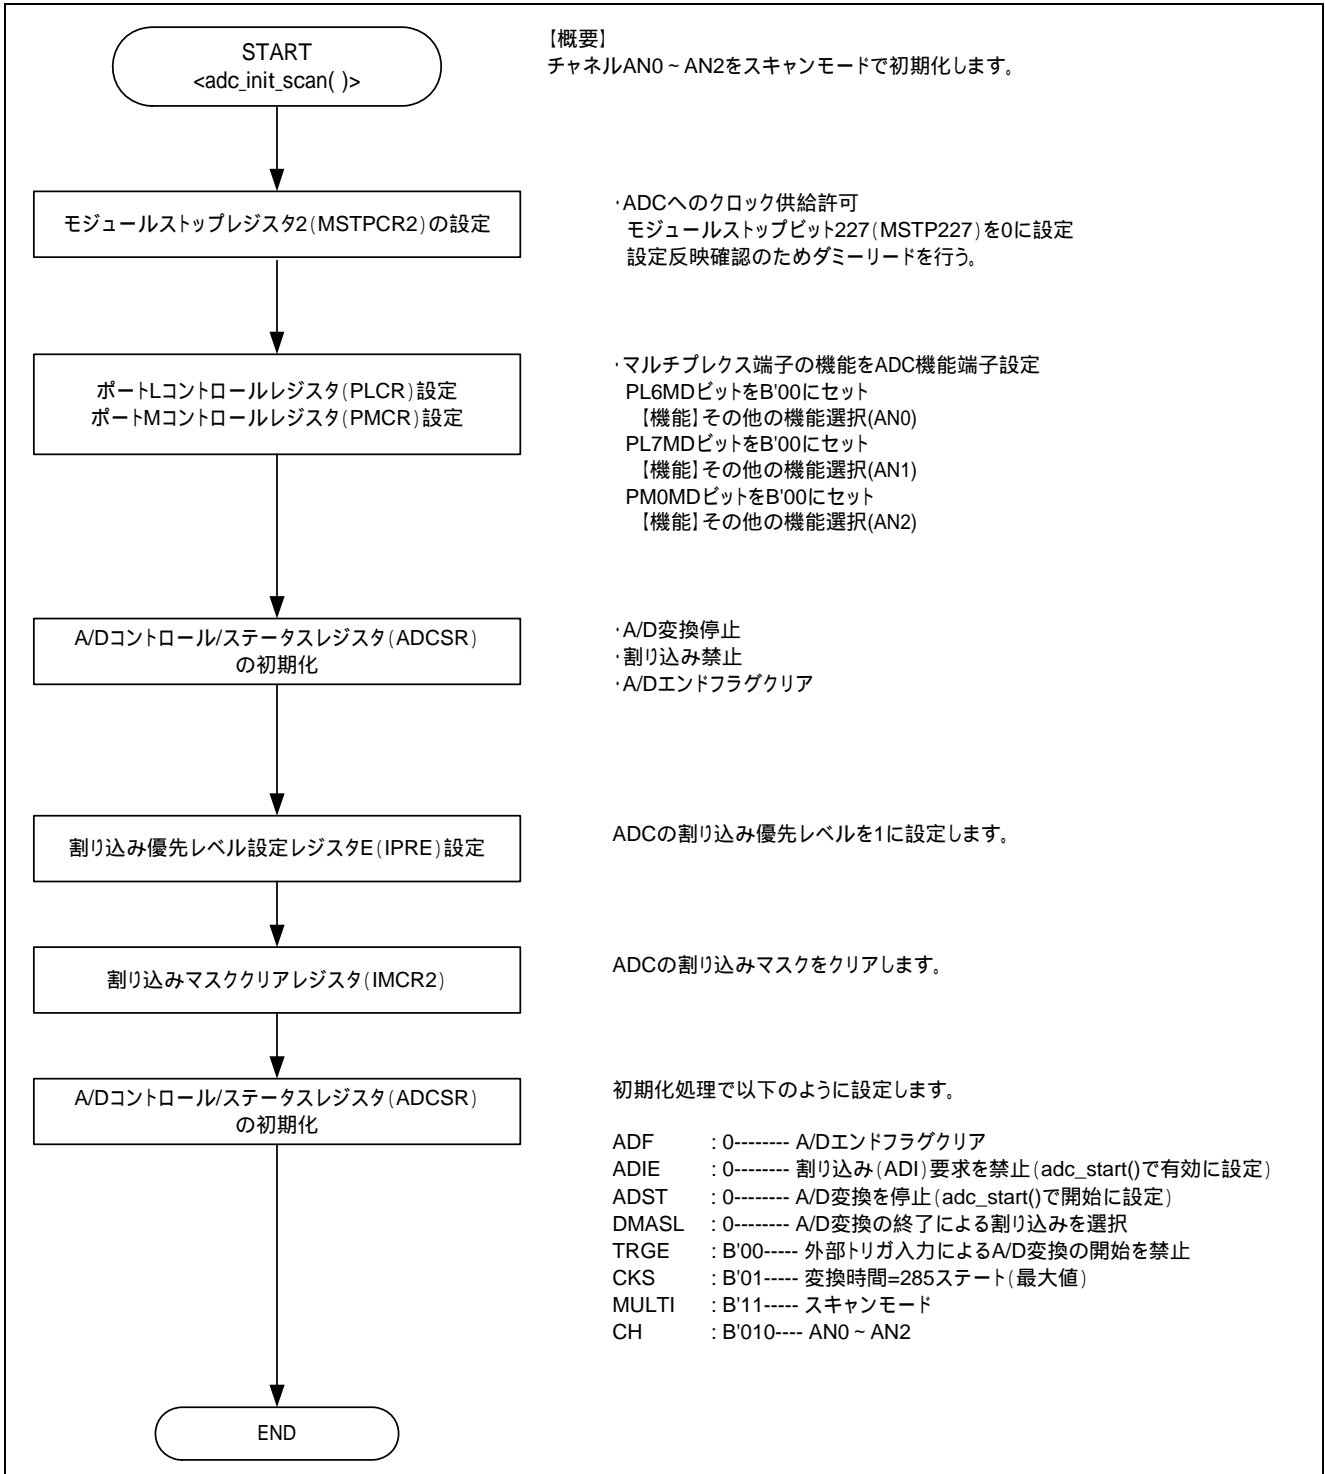 START
<adc_init_scan( )>
【概要】
チャネルAN0 ~ AN2をスキャンモードで初期化します。
モジュールストップレジスタ2(MSTPCR2)の設定
・ADCへのクロック供給許可
モジュールストップビット227(MSTP227)を0に設定
設定反映確認のためダミーリードを行う。
ポートLコントロールレジスタ(PLCR)設定
ポートMコントロールレジスタ(PMCR)設定
・マルチプレクス端子の機能をADC機能端子設定
PL6MDビットをB'00にセット
【機能】その他の機能選択(AN0)
PL7MDビットをB'00にセット
【機能】その他の機能選択(AN1)
PM0MDビットをB'00にセット
【機能】その他の機能選択(AN2)
A/Dコントロール/ステータスレジスタ(ADCSR)
の初期化
・A/D変換停止
・割り込み禁止
・A/Dエンドフラグクリア
割り込み優先レベル設定レジスタE(IPRE)設定
ADCの割り込み優先レベルを1に設定します。
割り込みマスククリアレジスタ(IMCR2)
ADCの割り込みマスクをクリアします。
A/Dコントロール/ステータスレジスタ(ADCSR)
の初期化
初期化処理で以下のように設定します。
ADF : 0-------- A/Dエンドフラグクリア
ADIE : 0-------- 割り込み(ADI)要求を禁止(adc_start()で有効に設定)
ADST : 0-------- A/D変換を停止(adc_start()で開始に設定)
DMASL : 0-------- A/D変換の終了による割り込みを選択
TRGE : B'00----- 外部トリガ入力によるA/D変換の開始を禁止
CKS : B'01----- 変換時間=285ステート(最大値)
MULTI : B'11----- スキャンモード
CH : B'010---- AN0 ~ AN2
END